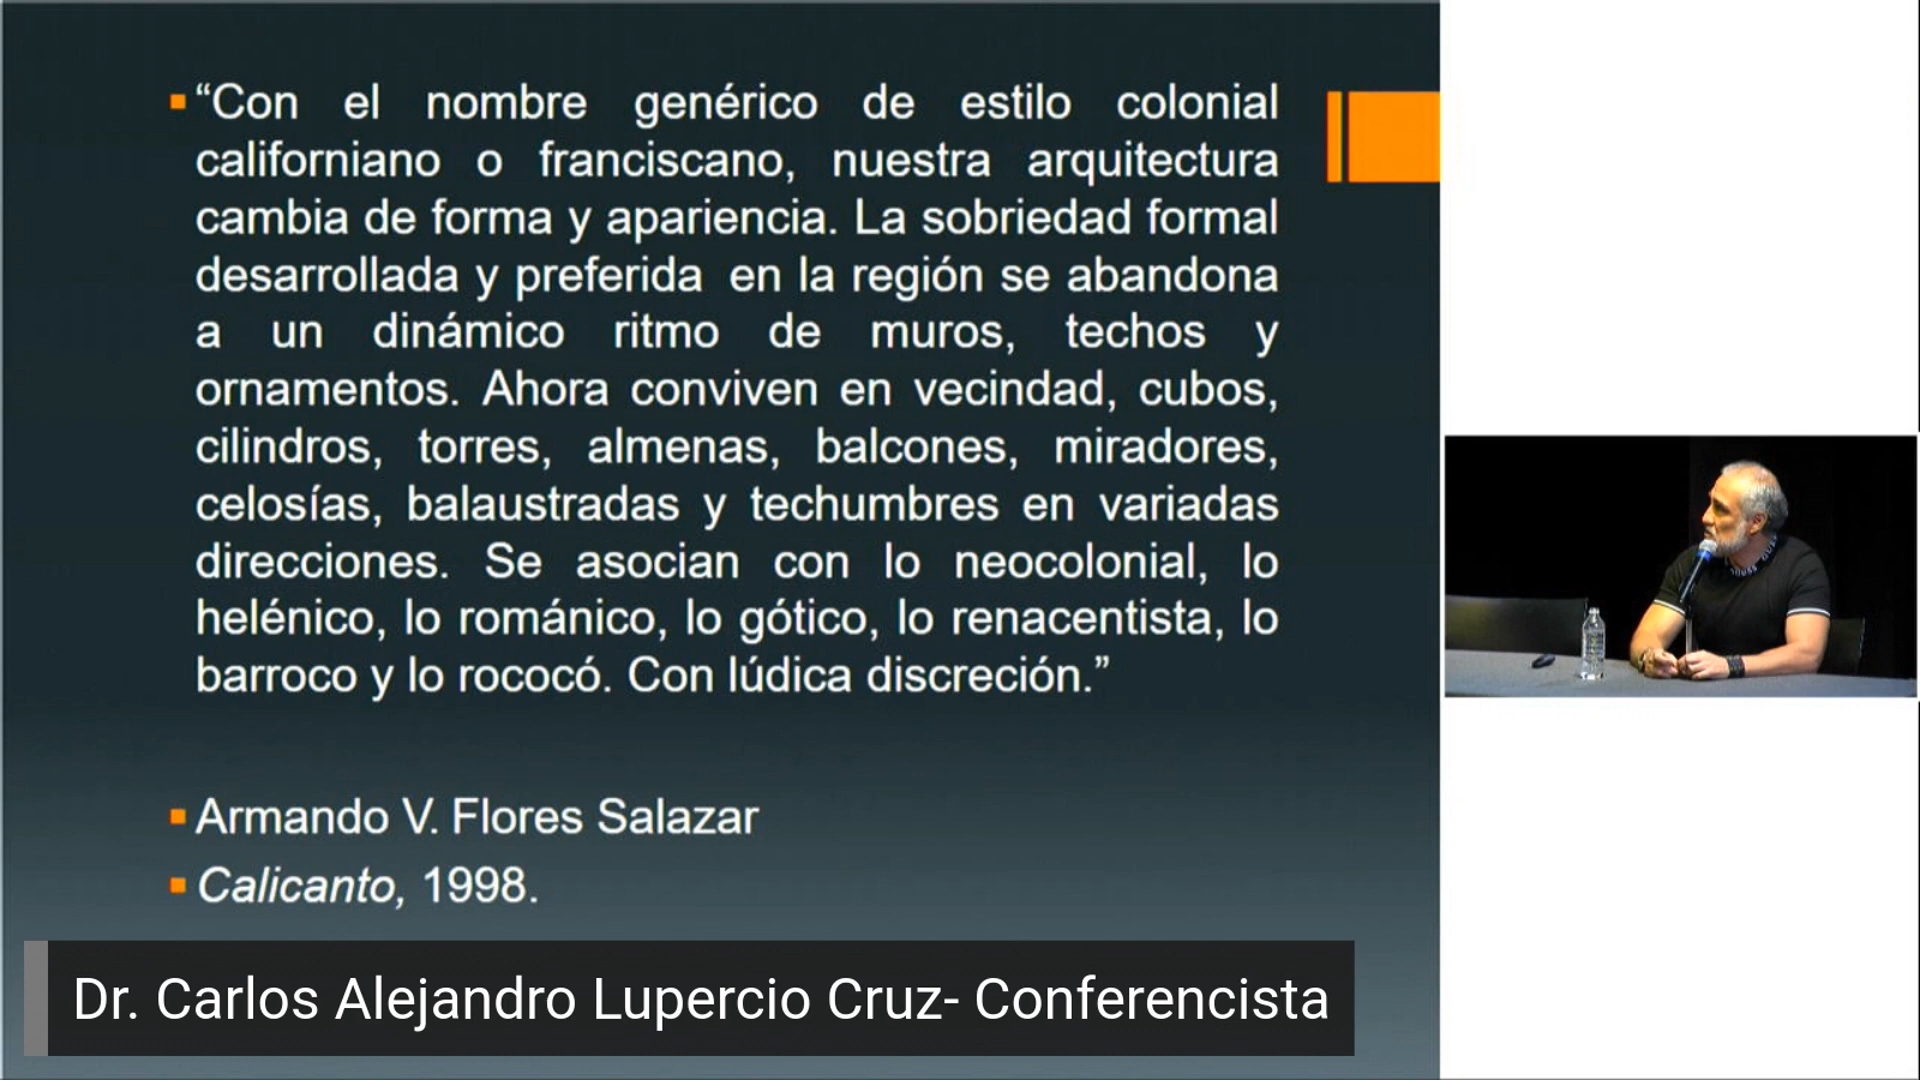 “Con el nombre genérico de estilo colonial
californiano o franciscano, nuestra arquitectura
cambia de forma y apariencia. La sobriedad formal
desarrollada y preferida en la región se abandona
a un dinámico ritmo de muros, techos y
ornamentos. Ahora conviven en vecindad, cubos,
cilindros, torres, almenas, balcones, miradores,
celosías, balaustradas y techumbres en variadas
direcciones. Se asocian con lo neocolonial, lo
helénico, lo románico, lo gótico, lo renacentista, lo
barroco y lo rococó. Con lúdica discreción.”
Armando V. Flores Salazar
Calicanto, 1998.
Dr. Carlos Alejandro Lupercio Cruz- Conferencista